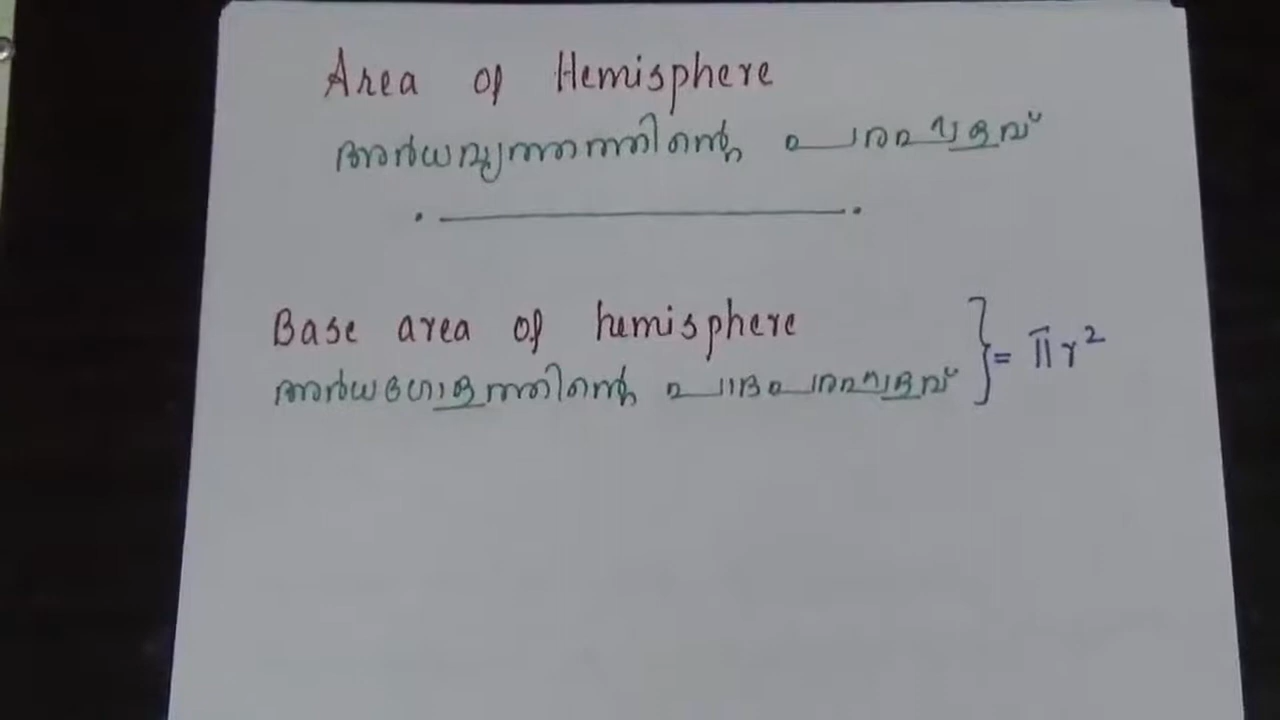 Area of Hemisphere
അർധവൃത്തത്തിന്റെ പരപ്പളവ്
Base area of hemisphere } = πr²
അർധഗോളത്തിന്റെ പാദപരപ്പളവ്